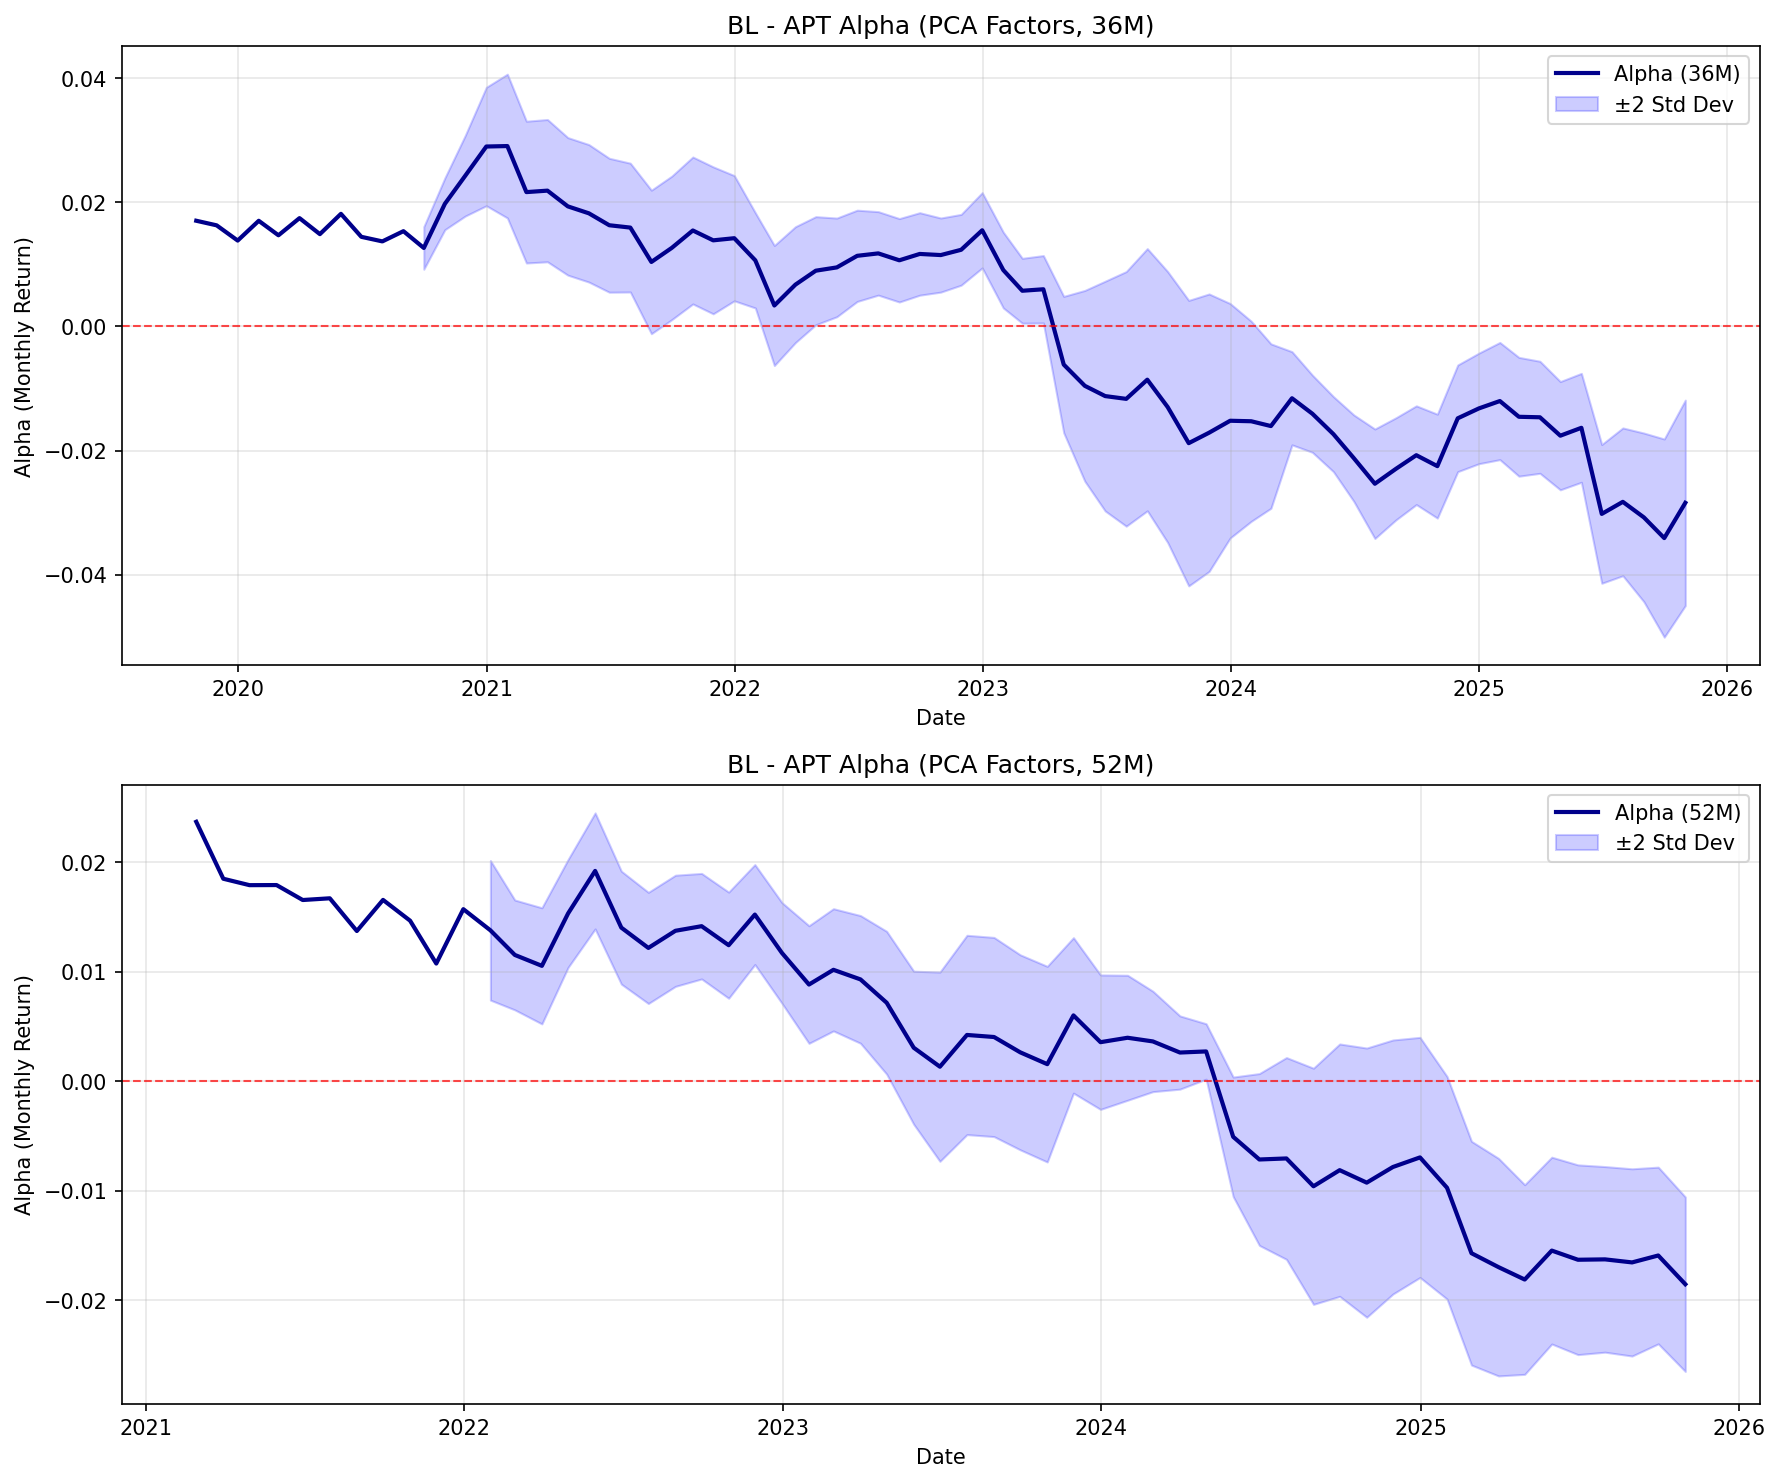 BL - APT Alpha (PCA Factors, 36M)
Alpha (36M)
±2 Std Dev
Alpha (Monthly Return)
0.04
0.02
0.00
−0.02
−0.04
2020 2021 2022 2023 2024 2025 2026
Date
BL - APT Alpha (PCA Factors, 52M)
Alpha (52M)
±2 Std Dev
Alpha (Monthly Return)
0.02
0.01
0.00
−0.01
−0.02
2021 2022 2023 2024 2025 2026
Date